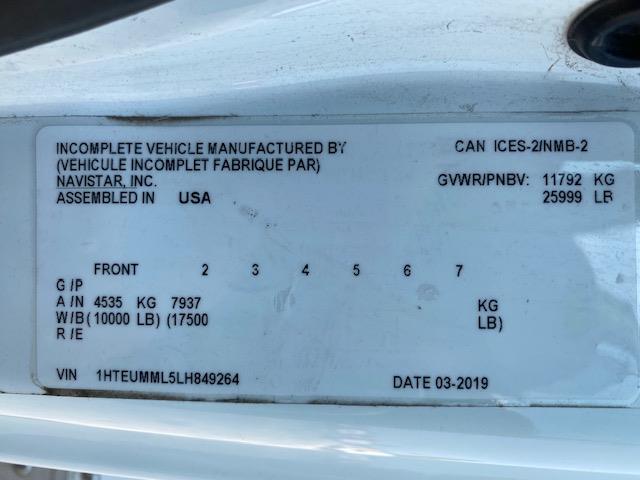 INCOMPLETE VEHICLE MANUFACTURED BY
(VEHICULE INCOMPLET FABRIQUE PAR)
NAVISTAR, INC.
ASSEMBLED IN USA
CAN ICES-2/NMB-2
GVWR/PNBV: 11792 KG
25999 LB
FRONT 2 3 4 5 6 7
G /P
A / N 4535 KG 7937 KG
W/B (10000 LB) (17500 LB)
R /E
VIN 1HTEUMML5LH849264 DATE 03-2019